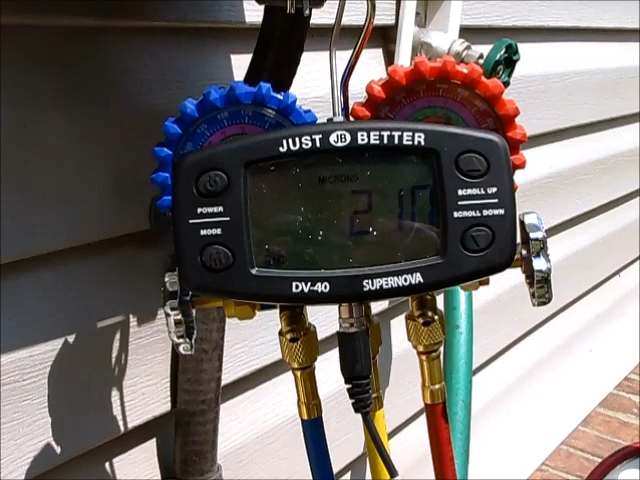 JUST JB BETTER
MICRONS
210
POWER
MODE
SCROLL UP
SCROLL DOWN
DV-40 SUPERNOVA